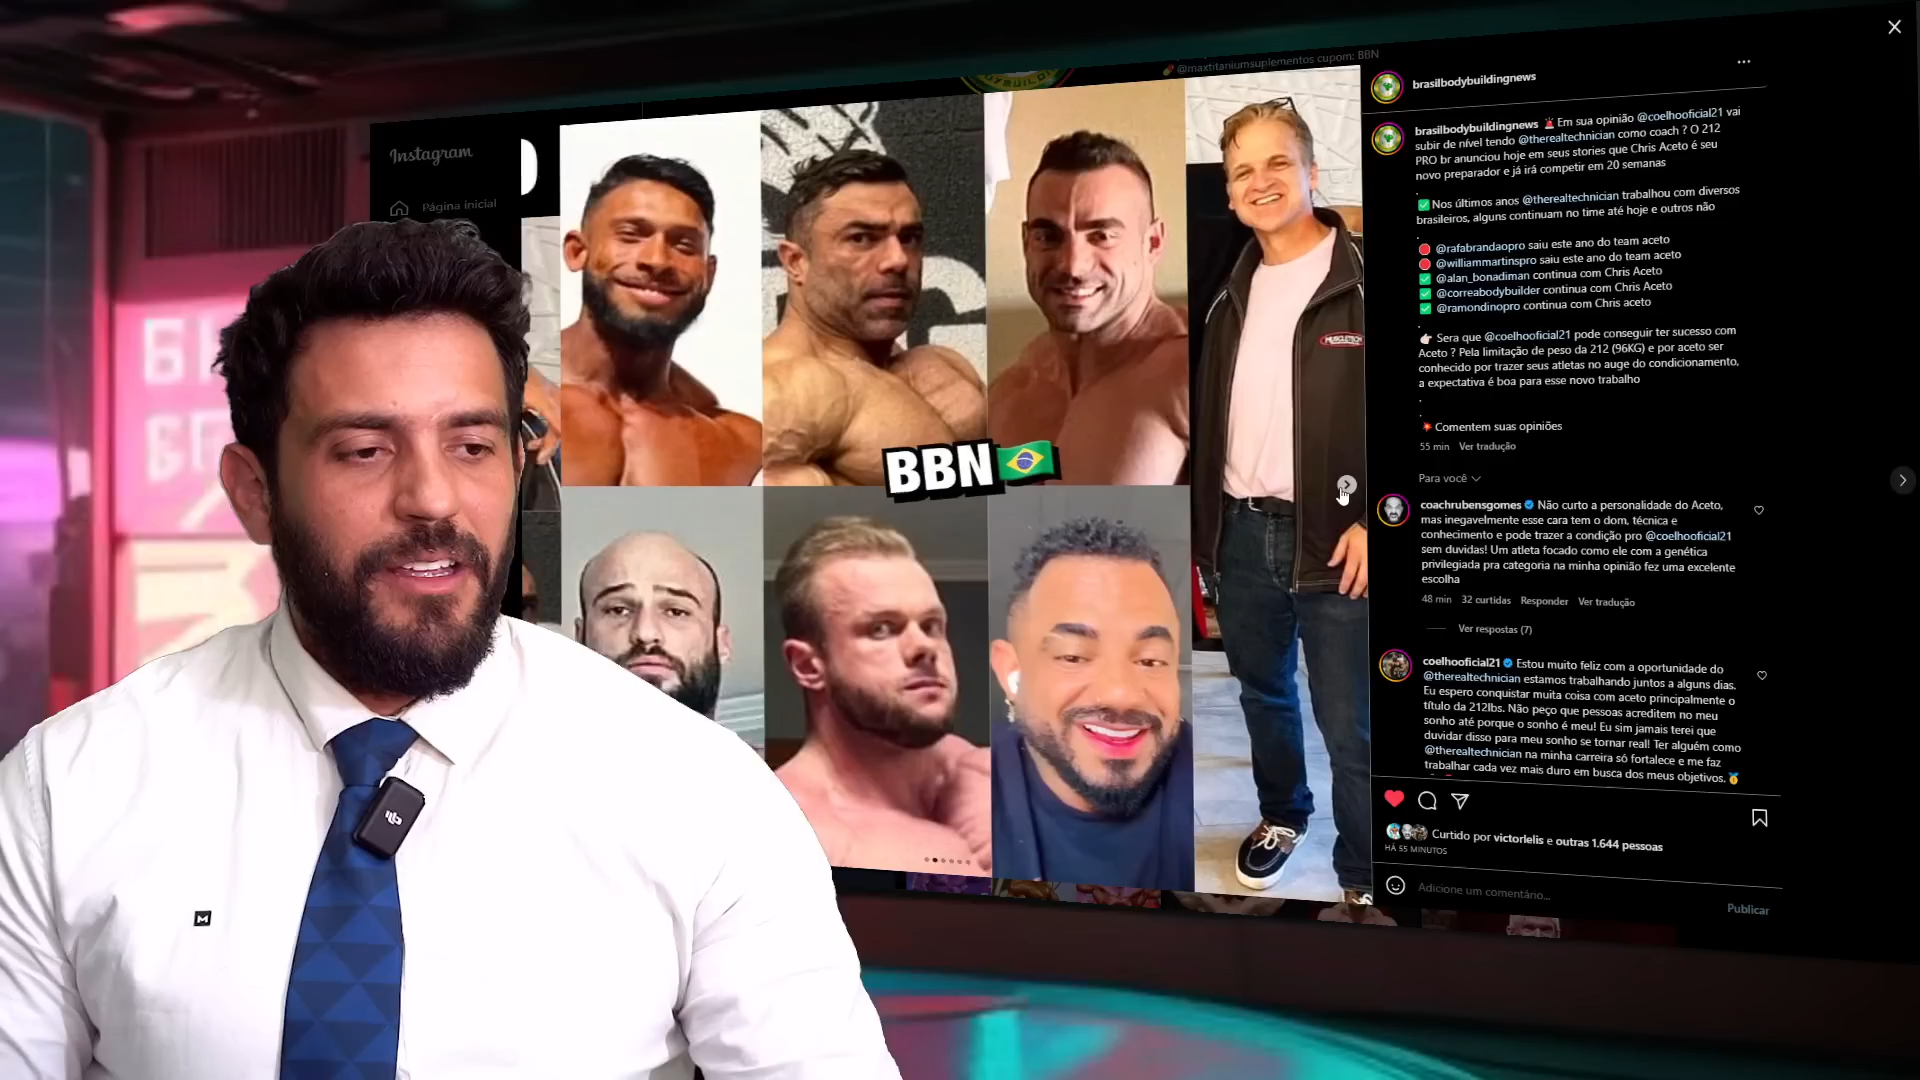 @maxtitaniumsuplementos cupom: BBN
Instagram
Página inicial
BBN
MUSCLETECH
brasilbodybuildingnews
brasilbodybuildingnews 🚨 Em sua opinião @coelhooficial21 vai
subir de nível tendo @therealtechnician como coach ? O 212
PRO br anunciou hoje em seus stories que Chris Aceto é seu
novo preparador e já irá competir em 20 semanas
.
✅ Nos últimos anos @therealtechnician trabalhou com diversos
brasileiros, alguns continuam no time até hoje e outros não
.
🔴 @rafabrandaopro saiu este ano do team aceto
🔴 @williammartinspro saiu este ano do team aceto
✅ @alan_bonadiman continua com Chris Aceto
✅ @correabodybuilder continua com Chris Aceto
✅ @ramondinopro continua com Chris aceto
.
👉🏻 Sera que @coelhooficial21 pode conseguir ter sucesso com
Aceto ? Pela limitação de peso da 212 (96KG) e por aceto ser
conhecido por trazer seus atletas no auge do condicionamento,
a expectativa é boa para esse novo trabalho
.
.
💥 Comentem suas opiniões
55 min Ver tradução
Para você
coachrubensgomes Não curto a personalidade do Aceto,
mas inegavelmente esse cara tem o dom, técnica e
conhecimento e pode trazer a condição pro @coelhooficial21
sem duvidas! Um atleta focado como ele com a genética
privilegiada pra categoria na minha opinião fez uma excelente
escolha
48 min 32 curtidas Responder Ver tradução
Ver respostas (7)
coelhooficial21 Estou muito feliz com a oportunidade do
@therealtechnician estamos trabalhando juntos a alguns dias.
Eu espero conquistar muita coisa com aceto principalmente o
título da 212lbs. Não peço que pessoas acreditem no meu
sonho até porque o sonho é meu! Eu sim jamais terei que
duvidar disso para meu sonho se tornar real! Ter alguém como
@therealtechnician na minha carreira só fortalece e me faz
trabalhar cada vez mais duro em busca dos meus objetivos. 🥇
Curtido por victorlelis e outras 1.644 pessoas
HÁ 55 MINUTOS
Adicione um comentário...
Publicar